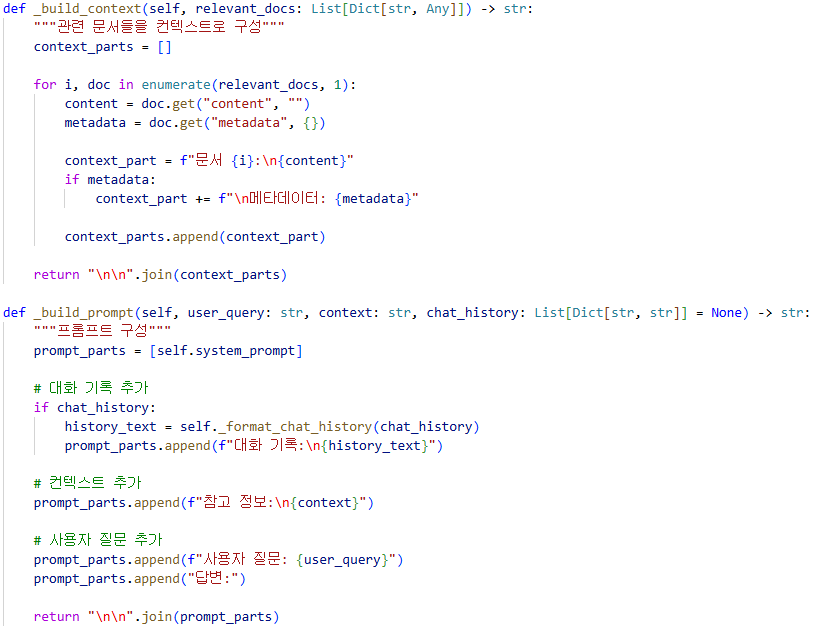 def _build_context(self, relevant_docs: List[Dict[str, Any]]) -> str:
    """관련 문서들을 컨텍스트로 구성"""
    context_parts = []

    for i, doc in enumerate(relevant_docs, 1):
        content = doc.get("content", "")
        metadata = doc.get("metadata", {})

        context_part = f"문서 {i}:\n{content}"
        if metadata:
            context_part += f"\n메타데이터: {metadata}"

        context_parts.append(context_part)

    return "\n\n".join(context_parts)

def _build_prompt(self, user_query: str, context: str, chat_history: List[Dict[str, str]] = None) -> str:
    """프롬프트 구성"""
    prompt_parts = [self.system_prompt]

    # 대화 기록 추가
    if chat_history:
        history_text = self._format_chat_history(chat_history)
        prompt_parts.append(f"대화 기록:\n{history_text}")

    # 컨텍스트 추가
    prompt_parts.append(f"참고 정보:\n{context}")

    # 사용자 질문 추가
    prompt_parts.append(f"사용자 질문: {user_query}")
    prompt_parts.append("답변:")

    return "\n\n".join(prompt_parts)